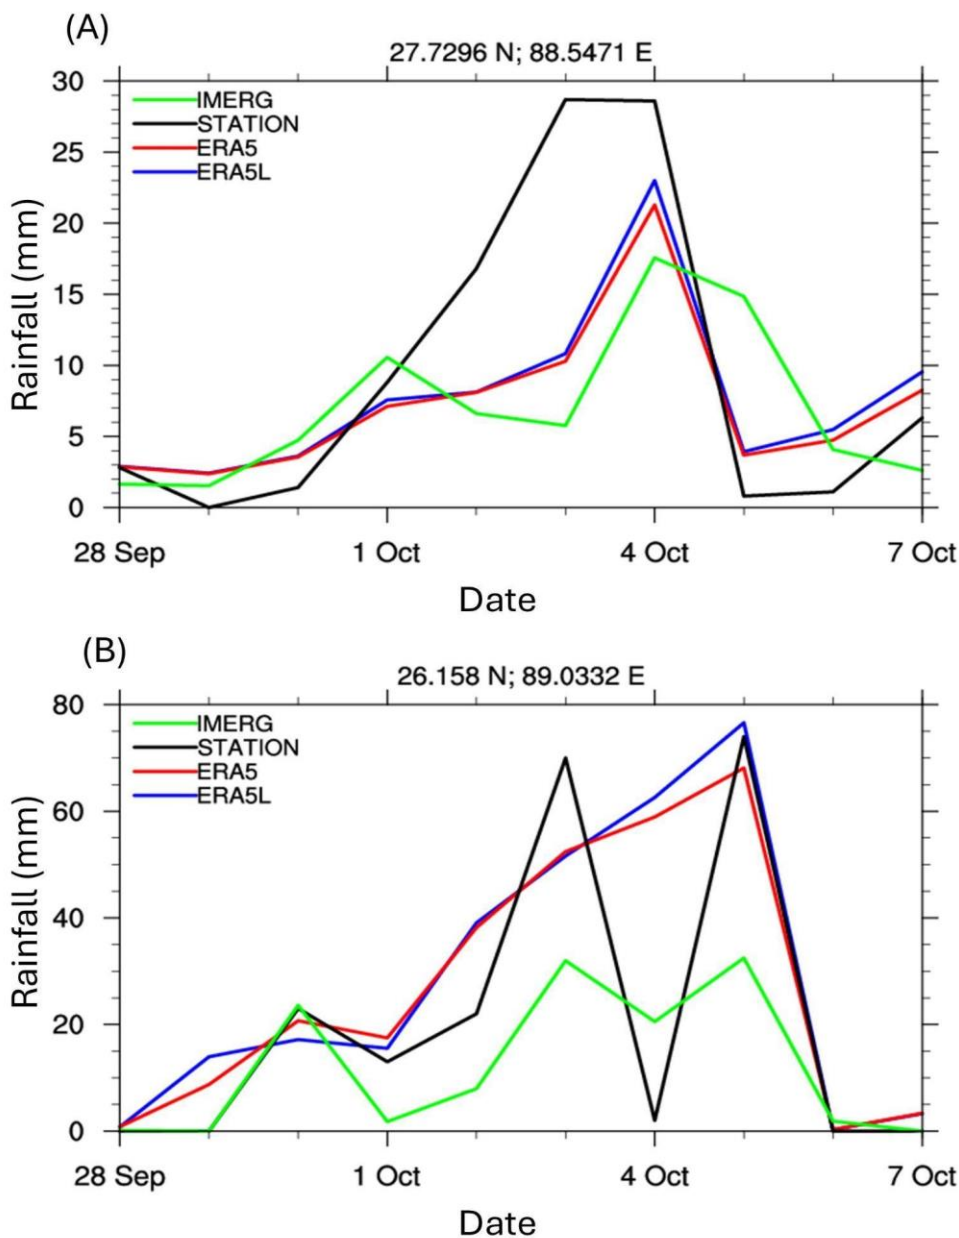 (A)
27.7296 N; 88.5471 E
30
IMERG
STATION
25
ERA5
ERA5L
20
Rainfall (mm)
15
10
5
0
28 Sep 1 Oct 4 Oct 7 Oct
Date
(B)
26.158 N; 89.0332 E
80
IMERG
STATION
ERA5
ERA5L
60
Rainfall (mm)
40
20
0
28 Sep 1 Oct 4 Oct 7 Oct
Date